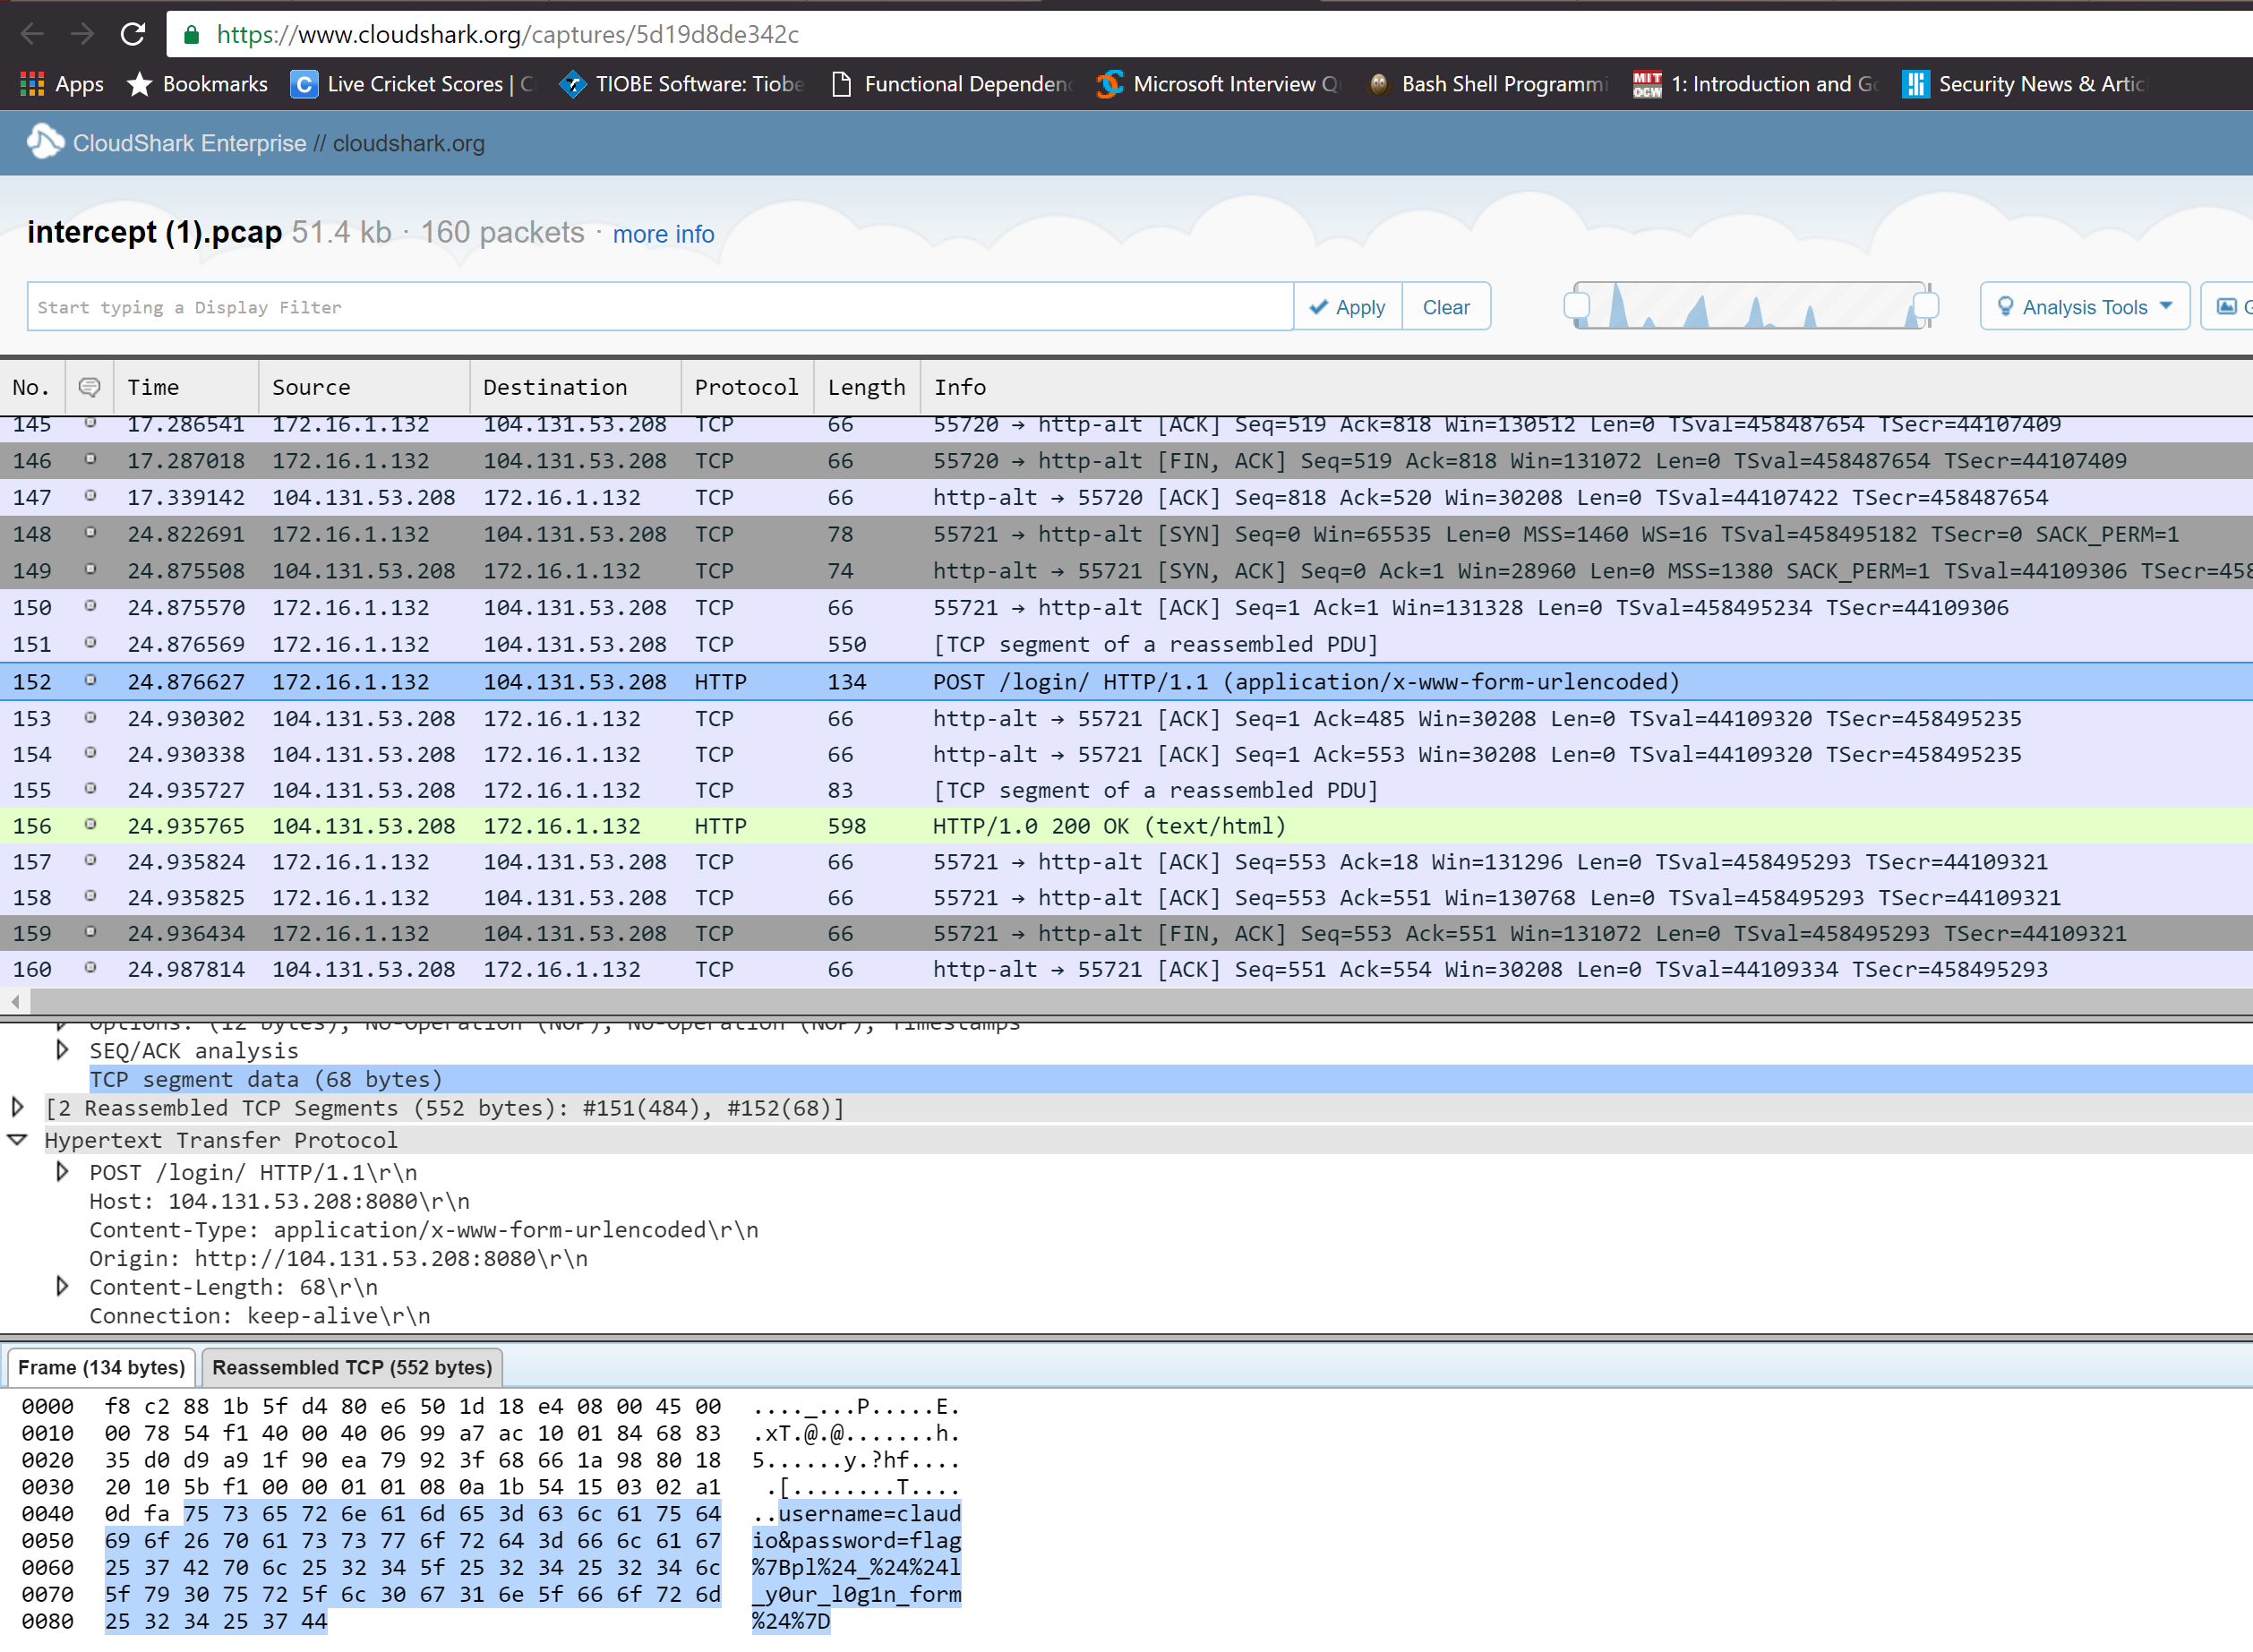 https://www.cloudshark.org/captures/5d19d8de342c
Apps Bookmarks Live Cricket Scores | C TIOBE Software: Tiobe Functional Dependen Microsoft Interview Qu Bash Shell Programmi MIT OCW 1: Introduction and Go Security News & Artic
CloudShark Enterprise // cloudshark.org
intercept (1).pcap 51.4 kb · 160 packets · more info
Start typing a Display Filter Apply Clear Analysis Tools G
No. Time Source Destination Protocol Length Info
145 17.286541 172.16.1.132 104.131.53.208 TCP 66 55720 → http-alt [ACK] Seq=519 Ack=818 Win=130512 Len=0 TSval=458487654 TSecr=44107409
146 17.287018 172.16.1.132 104.131.53.208 TCP 66 55720 → http-alt [FIN, ACK] Seq=519 Ack=818 Win=131072 Len=0 TSval=458487654 TSecr=44107409
147 17.339142 104.131.53.208 172.16.1.132 TCP 66 http-alt → 55720 [ACK] Seq=818 Ack=520 Win=30208 Len=0 TSval=44107422 TSecr=458487654
148 24.822691 172.16.1.132 104.131.53.208 TCP 78 55721 → http-alt [SYN] Seq=0 Win=65535 Len=0 MSS=1460 WS=16 TSval=458495182 TSecr=0 SACK_PERM=1
149 24.875508 104.131.53.208 172.16.1.132 TCP 74 http-alt → 55721 [SYN, ACK] Seq=0 Ack=1 Win=28960 Len=0 MSS=1380 SACK_PERM=1 TSval=44109306 TSecr=458
150 24.875570 172.16.1.132 104.131.53.208 TCP 66 55721 → http-alt [ACK] Seq=1 Ack=1 Win=131328 Len=0 TSval=458495234 TSecr=44109306
151 24.876569 172.16.1.132 104.131.53.208 TCP 550 [TCP segment of a reassembled PDU]
152 24.876627 172.16.1.132 104.131.53.208 HTTP 134 POST /login/ HTTP/1.1 (application/x-www-form-urlencoded)
153 24.930302 104.131.53.208 172.16.1.132 TCP 66 http-alt → 55721 [ACK] Seq=1 Ack=485 Win=30208 Len=0 TSval=44109320 TSecr=458495235
154 24.930338 104.131.53.208 172.16.1.132 TCP 66 http-alt → 55721 [ACK] Seq=1 Ack=553 Win=30208 Len=0 TSval=44109320 TSecr=458495235
155 24.935727 104.131.53.208 172.16.1.132 TCP 83 [TCP segment of a reassembled PDU]
156 24.935765 104.131.53.208 172.16.1.132 HTTP 598 HTTP/1.0 200 OK (text/html)
157 24.935824 172.16.1.132 104.131.53.208 TCP 66 55721 → http-alt [ACK] Seq=553 Ack=18 Win=131296 Len=0 TSval=458495293 TSecr=44109321
158 24.935825 172.16.1.132 104.131.53.208 TCP 66 55721 → http-alt [ACK] Seq=553 Ack=551 Win=130768 Len=0 TSval=458495293 TSecr=44109321
159 24.936434 172.16.1.132 104.131.53.208 TCP 66 55721 → http-alt [FIN, ACK] Seq=553 Ack=551 Win=131072 Len=0 TSval=458495293 TSecr=44109321
160 24.987814 104.131.53.208 172.16.1.132 TCP 66 http-alt → 55721 [ACK] Seq=551 Ack=554 Win=30208 Len=0 TSval=44109334 TSecr=458495293
Options: (12 bytes), No-Operation (NOP), No-Operation (NOP), Timestamps
SEQ/ACK analysis
TCP segment data (68 bytes)
[2 Reassembled TCP Segments (552 bytes): #151(484), #152(68)]
Hypertext Transfer Protocol
POST /login/ HTTP/1.1\r\n
Host: 104.131.53.208:8080\r\n
Content-Type: application/x-www-form-urlencoded\r\n
Origin: http://104.131.53.208:8080\r\n
Content-Length: 68\r\n
Connection: keep-alive\r\n
Frame (134 bytes) Reassembled TCP (552 bytes)
0000 f8 c2 88 1b 5f d4 80 e6 50 1d 18 e4 08 00 45 00 ...._...P.....E.
0010 00 78 54 f1 40 00 40 06 99 a7 ac 10 01 84 68 83 .xT.@.@.......h.
0020 35 d0 d9 a9 1f 90 ea 79 92 3f 68 66 1a 98 80 18 5......y.?hf....
0030 20 10 5b f1 00 00 01 01 08 0a 1b 54 15 03 02 a1 .[........T....
0040 0d fa 75 73 65 72 6e 61 6d 65 3d 63 6c 61 75 64 ..username=claud
0050 69 6f 26 70 61 73 73 77 6f 72 64 3d 66 6c 61 67 io&password=flag
0060 25 37 42 70 6c 25 32 34 5f 25 32 34 25 32 34 6c %7Bpl%24_%24%24l
0070 5f 79 30 75 72 5f 6c 30 67 31 6e 5f 66 6f 72 6d _y0ur_l0g1n_form
0080 25 32 34 25 37 44 %24%7D